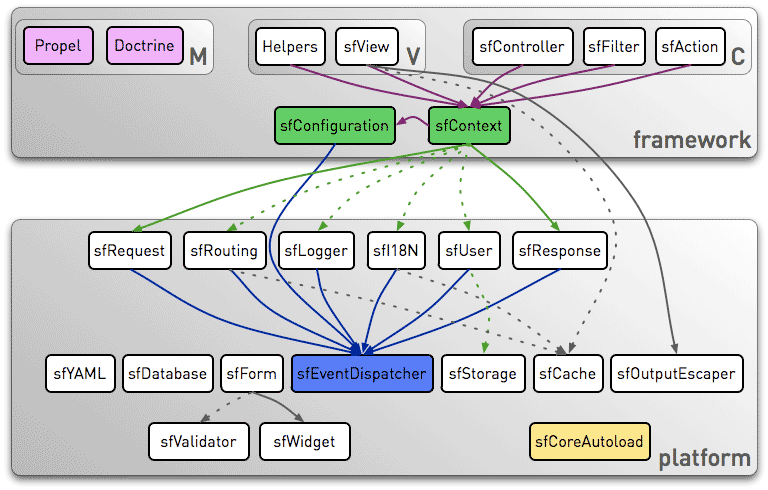 Propel
Doctrine
M
Helpers
sfView
V
sfController
sfFilter
sfAction
C
sfConfiguration
sfContext
framework
sfRequest
sfRouting
sfLogger
sfI18N
sfUser
sfResponse
sfYAML
sfDatabase
sfForm
sfEventDispatcher
sfStorage
sfCache
sfOutputEscaper
sfValidator
sfWidget
sfCoreAutoload
platform